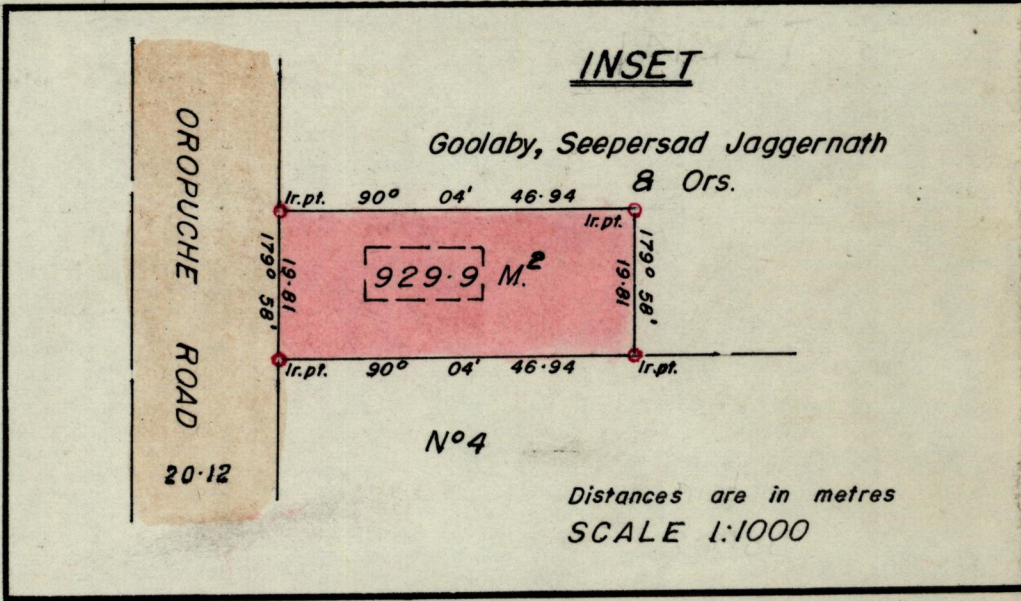 INSET
Goolaby, Seepersad Jaggernath
& Ors.
OROPUCHE ROAD
20·12
Ir.pt. 90° 04' 46·94
Ir.pt.
179° 58'
19·81
929·9 M.²
19·81
179° 58'
Ir.pt. 90° 04' 46·94 Ir.pt.
Nº4
Distances are in metres
SCALE 1:1000